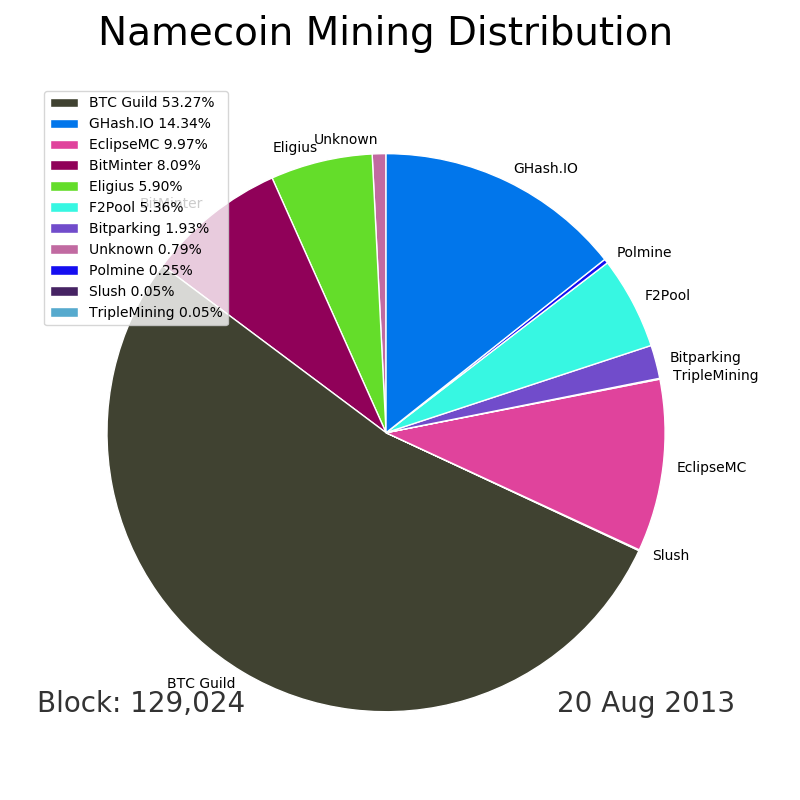 Namecoin Mining Distribution
BTC Guild 53.27%
GHash.IO 14.34%
EclipseMC 9.97%
BitMinter 8.09%
Eligius 5.90%
F2Pool 5.36%
Bitparking 1.93%
Unknown 0.79%
Polmine 0.25%
Slush 0.05%
TripleMining 0.05%
Unknown
Eligius
GHash.IO
BitMinter
Polmine
F2Pool
Bitparking
TripleMining
EclipseMC
Slush
BTC Guild
Block: 129,024
20 Aug 2013